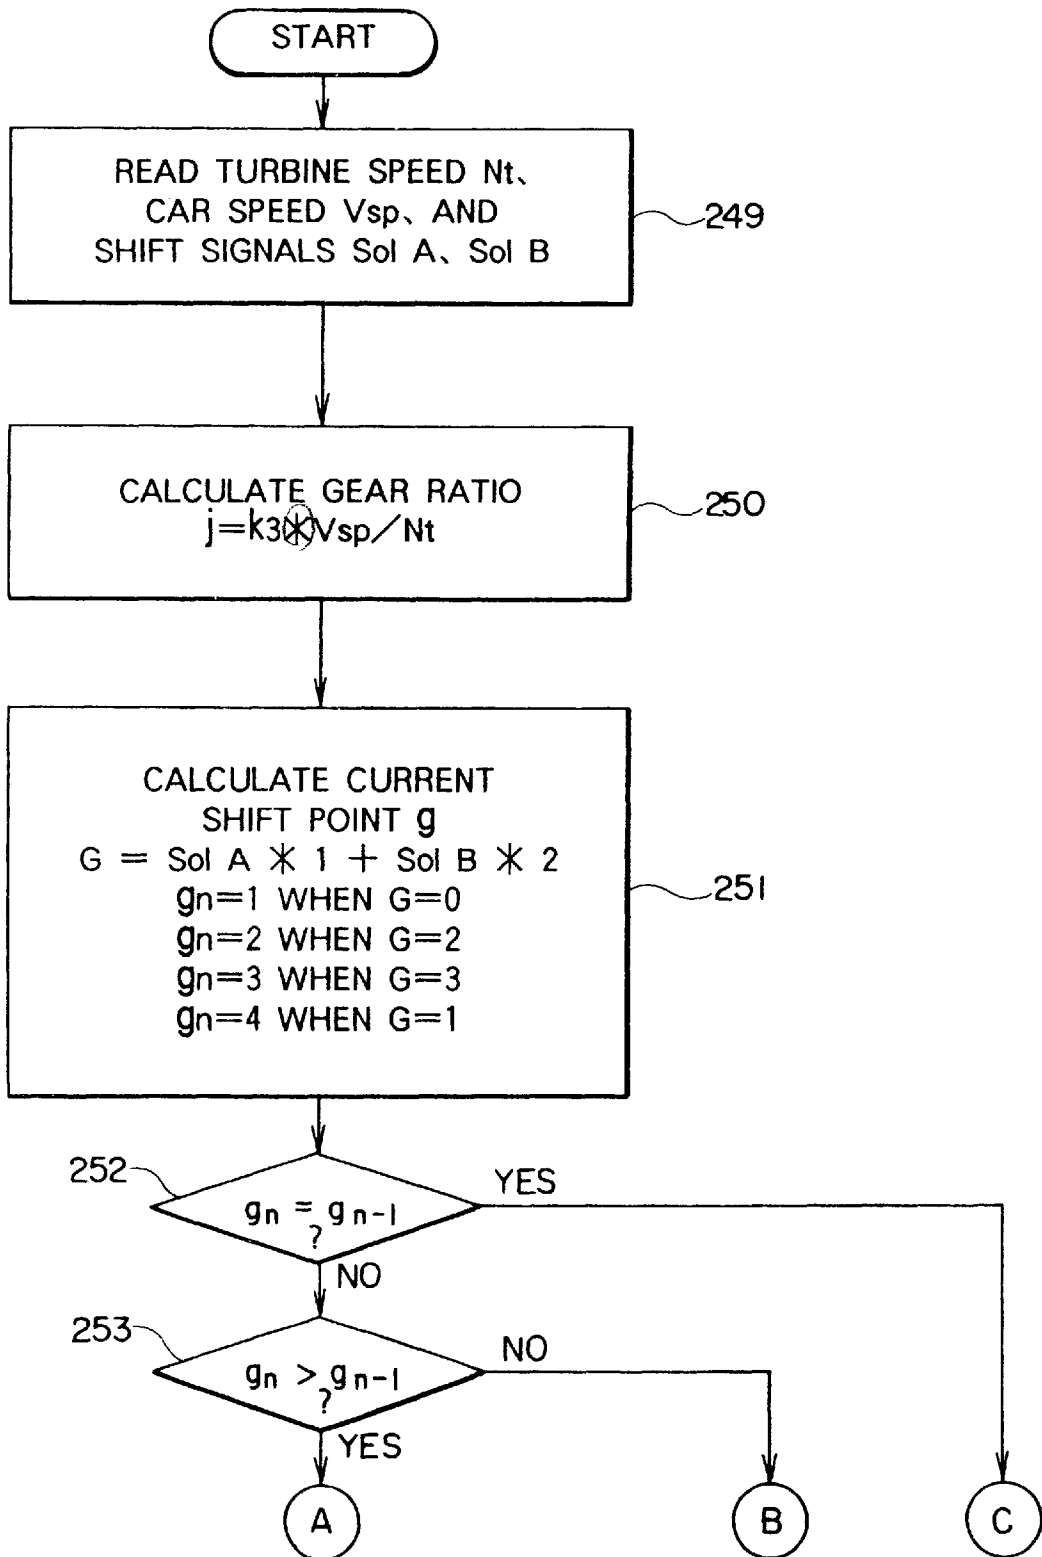 START
READ TURBINE SPEED Nt、
CAR SPEED Vsp、AND
SHIFT SIGNALS Sol A、Sol B
249
CALCULATE GEAR RATIO
j=k3*Vsp/Nt
250
CALCULATE CURRENT
SHIFT POINT g
G = Sol A * 1 + Sol B * 2
gn=1 WHEN G=0
gn=2 WHEN G=2
gn=3 WHEN G=3
gn=4 WHEN G=1
251
252
YES
gn = gn-1
?
NO
253
NO
gn > gn-1
?
YES
A
B
C